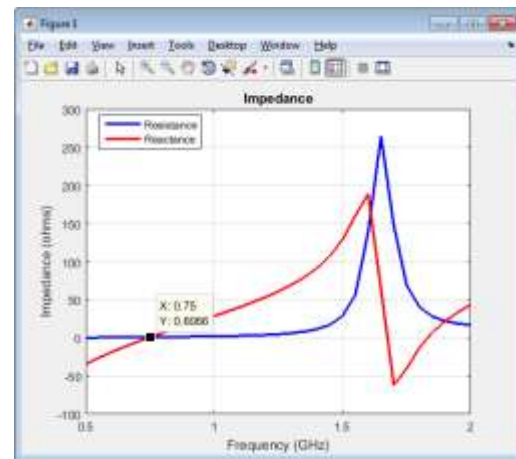 Figure 1
File Edit View Insert Tools Desktop Window Help
Impedance
300
250
200
150
100
50
0
-50
-100
Resistance
Reactance
X: 0.75
Y: 0.6986
Impedance (ohms)
0.5 1 1.5 2
Frequency (GHz)